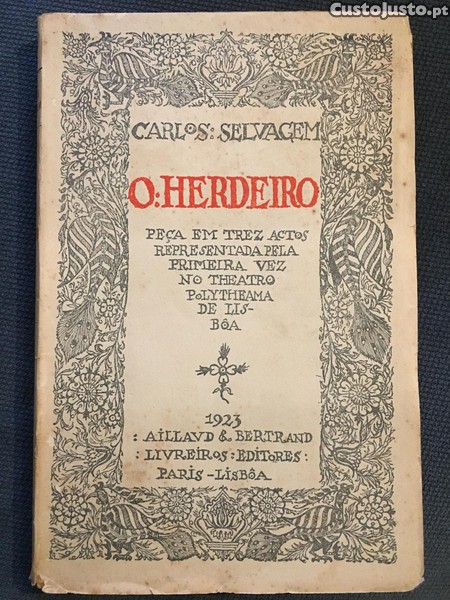 CustoJusto.pt
CARLOS: SELVAGEM
O:HERDEIRO
PEÇA EM TREZ ACTOS
REPRESENTADA PELA
PRIMEIRA VEZ
NO THEATRO
POLYTHEAMA
DE LIS-
BÔA
1923
: AILLAUD & BERTRAND
: LIVREIROS: EDITORES:
PARIS-LISBÔA